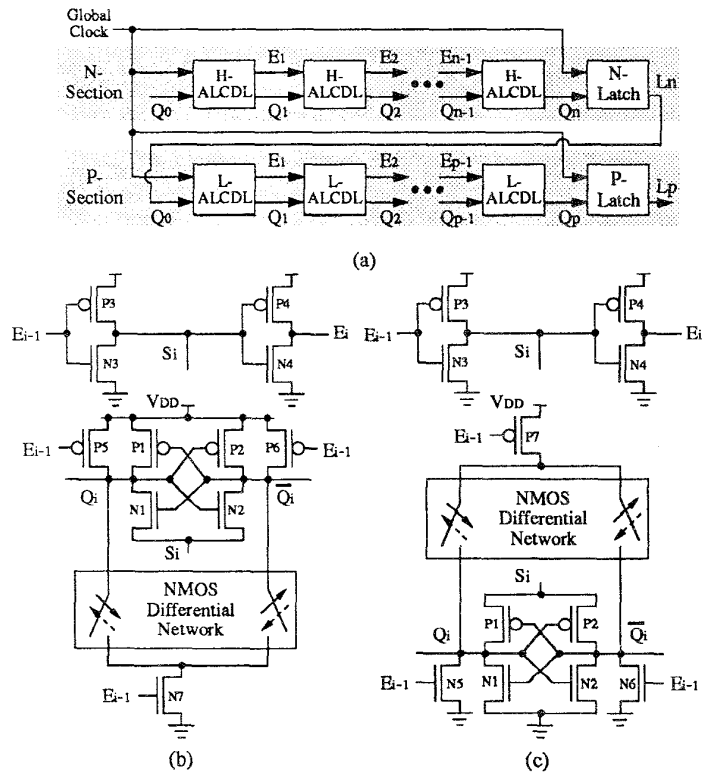 Global
Clock
N-
Section
H-
ALCDL
E1
H-
ALCDL
E2
En-1
H-
ALCDL
N-
Latch
Ln
Q0
Q1
Q2
Qn-1
Qn
P-
Section
L-
ALCDL
E1
L-
ALCDL
E2
Ep-1
L-
ALCDL
P-
Latch
Lp
Q0
Q1
Q2
Qp-1
Qp
(a)
P3
P4
Ei-1
Ei
Si
N3
N4
VDD
Ei-1
P5
P1
P2
P6
Ei-1
Qi
N1
N2
Qi
Si
NMOS
Differential
Network
Ei-1
N7
(b)
P3
P4
Ei-1
Ei
Si
N3
N4
VDD
Ei-1
P7
NMOS
Differential
Network
Si
P1
P2
Qi
Qi
Ei-1
N5
N1
N2
N6
Ei-1
(c)